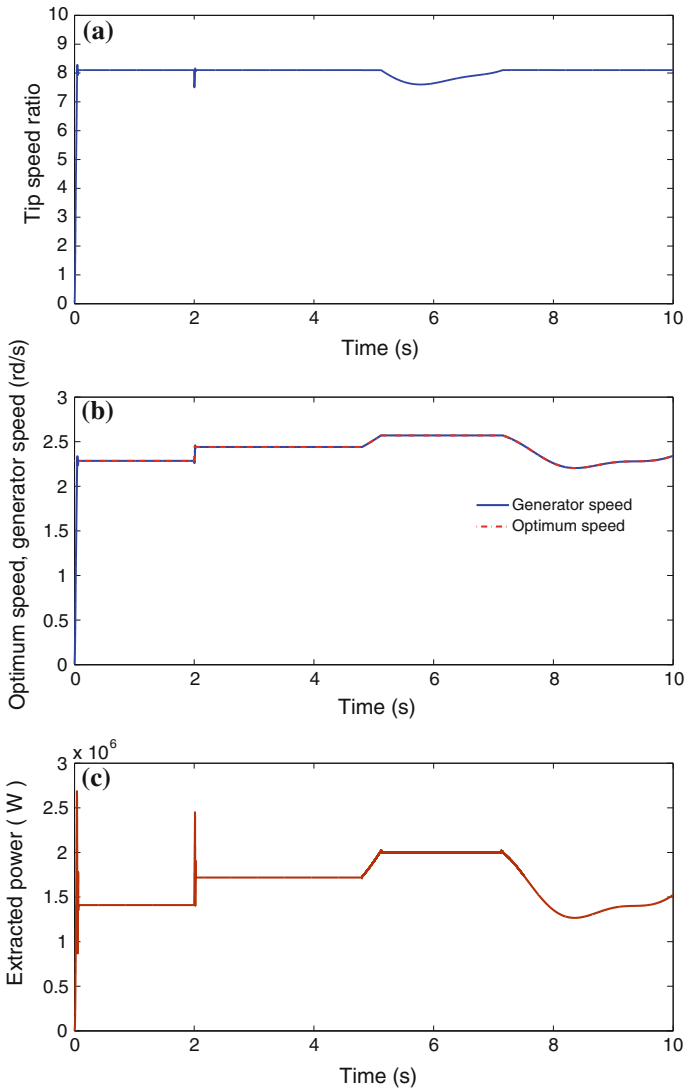 (a)
10
9
8
7
6
5
4
3
2
1
0
Tip speed ratio
0 2 4 6 8 10
Time (s)
(b)
3
2.5
2
1.5
1
0.5
0
Optimum speed, generator speed (rd/s)
Generator speed
Optimum speed
0 2 4 6 8 10
Time (s)
x 10^6
(c)
3
2.5
2
1.5
1
0.5
0
Extracted power ( W )
0 2 4 6 8 10
Time (s)